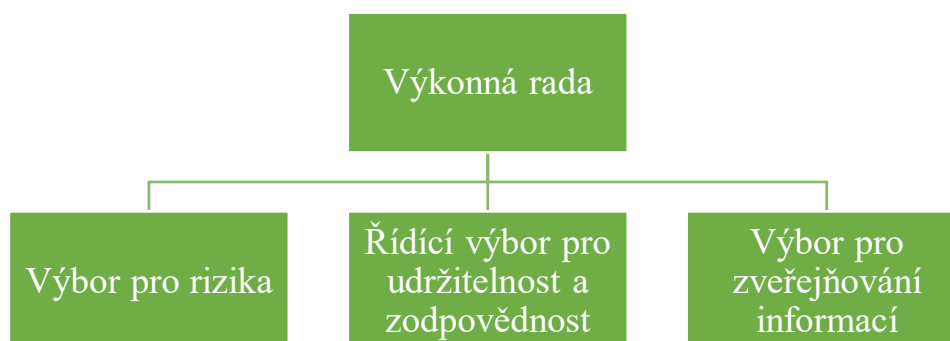 Výkonná rada
Výbor pro rizika
Řídící výbor pro
udržitelnost a
zodpovědnost
Výbor pro
zveřejňování
informací